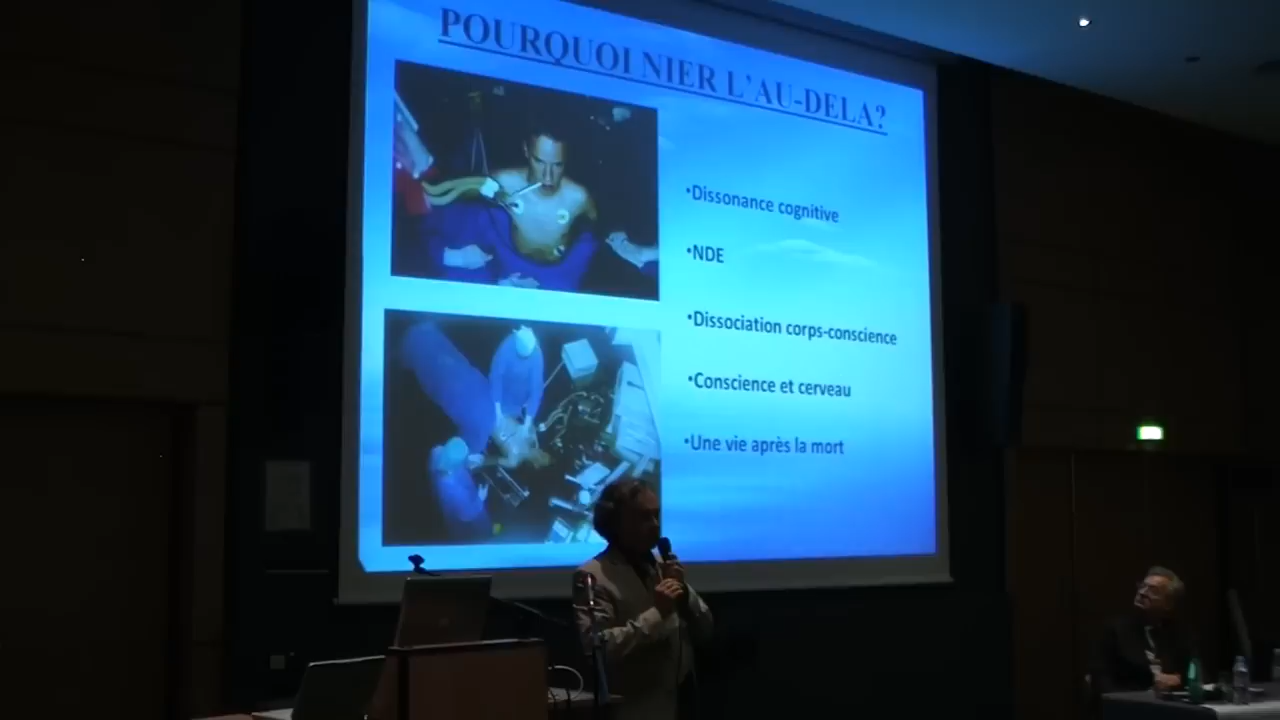 POURQUOI NIER L'AU-DELA?
•Dissonance cognitive
•NDE
•Dissociation corps-conscience
•Conscience et cerveau
•Une vie après la mort